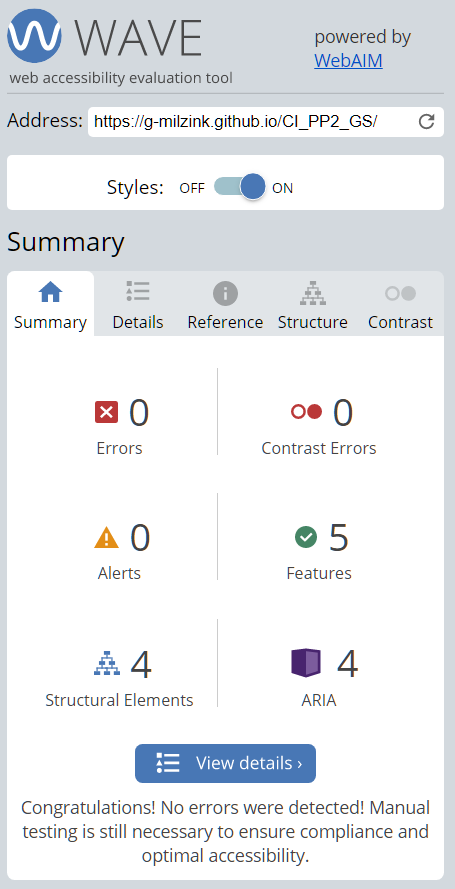 WAVE
web accessibility evaluation tool
powered by
WebAIM
Address: https://g-milzink.github.io/CI_PP2_GS/
Styles: OFF ON
Summary
Summary Details Reference Structure Contrast
0 0
Errors Contrast Errors
0 5
Alerts Features
4 4
Structural Elements ARIA
View details ›
Congratulations! No errors were detected! Manual
testing is still necessary to ensure compliance and
optimal accessibility.